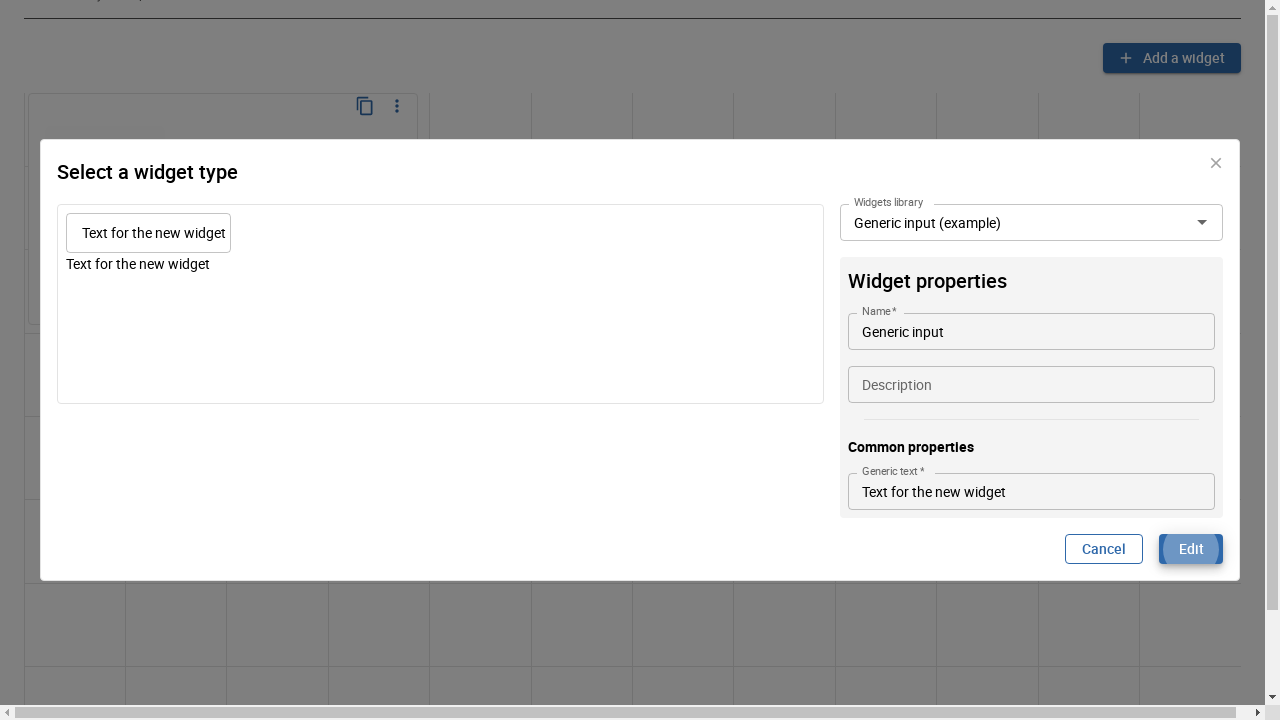 Add a widget
Select a widget type
Text for the new widget
Text for the new widget
Widgets library
Generic input (example)
Widget properties
Name *
Generic input
Description
Common properties
Generic text *
Text for the new widget
Cancel
Edit